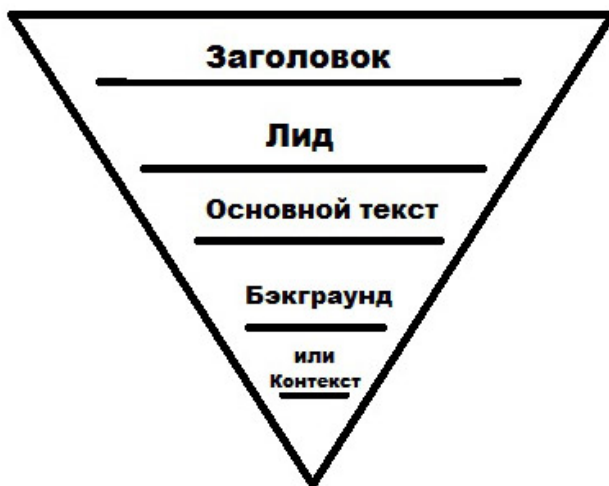 Заголовок
Лид
Основной текст
Бэкграунд
или
Контекст